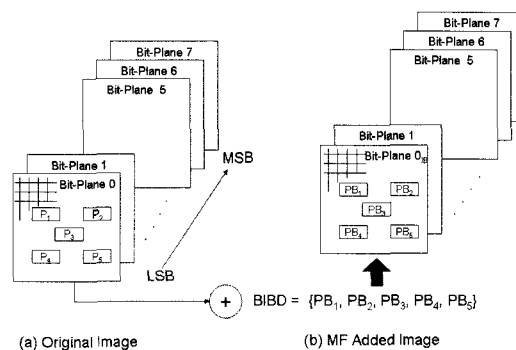 Bit-Plane 7
Bit-Plane 6
Bit-Plane 5
Bit-Plane 1
Bit-Plane 0
P1
P2
P3
P4
P5
MSB
LSB
Bit-Plane 7
Bit-Plane 6
Bit-Plane 5
Bit-Plane 1
Bit-Plane 0IB
PB1
PB2
PB3
PB4
PB5
+ BIBD = {PB1, PB2, PB3, PB4, PB5}
(a) Original Image
(b) MF Added Image